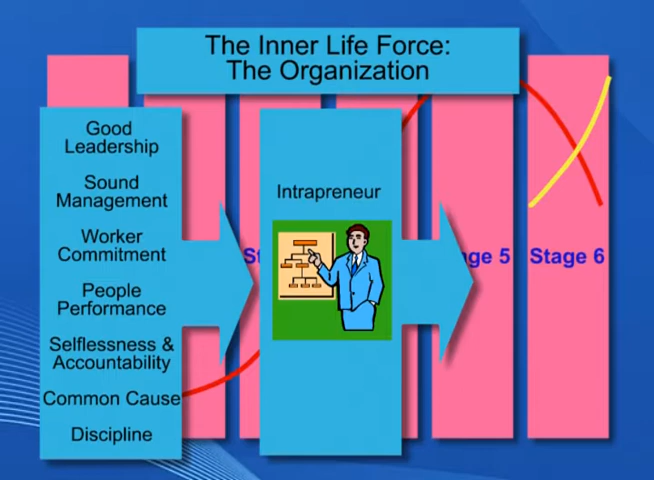 The Inner Life Force:
The Organization
Good
Leadership
Sound
Management
Worker
Commitment
People
Performance
Selflessness &
Accountability
Common Cause
Discipline
Intrapreneur
5
Stage 6